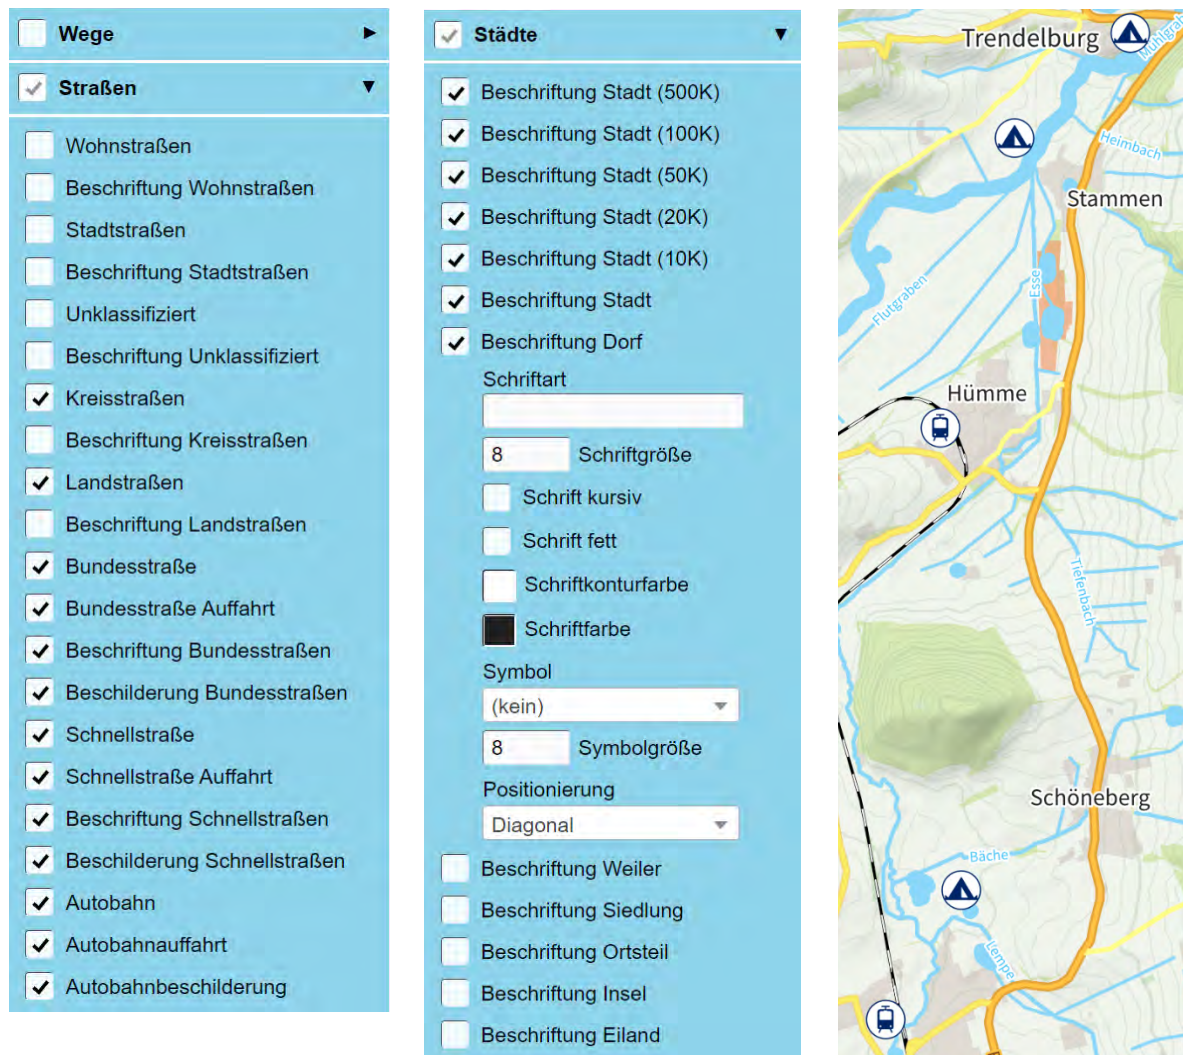 Wege
Straßen
Wohnstraßen
Beschriftung Wohnstraßen
Stadtstraßen
Beschriftung Stadtstraßen
Unklassifiziert
Beschriftung Unklassifiziert
Kreisstraßen
Beschriftung Kreisstraßen
Landstraßen
Beschriftung Landstraßen
Bundesstraße
Bundesstraße Auffahrt
Beschriftung Bundesstraßen
Beschilderung Bundesstraßen
Schnellstraße
Schnellstraße Auffahrt
Beschriftung Schnellstraßen
Beschilderung Schnellstraßen
Autobahn
Autobahnauffahrt
Autobahnbeschilderung
Städte
Beschriftung Stadt (500K)
Beschriftung Stadt (100K)
Beschriftung Stadt (50K)
Beschriftung Stadt (20K)
Beschriftung Stadt (10K)
Beschriftung Stadt
Beschriftung Dorf
Schriftart
8 Schriftgröße
Schrift kursiv
Schrift fett
Schriftkonturfarbe
Schriftfarbe
Symbol
(kein)
8 Symbolgröße
Positionierung
Diagonal
Beschriftung Weiler
Beschriftung Siedlung
Beschriftung Ortsteil
Beschriftung Insel
Beschriftung Eiland
Trendelburg
Heimbach
Stammen
Esse
Flutgraben
Hümme
Tiefenbach
Schöneberg
Bäche
Lempe